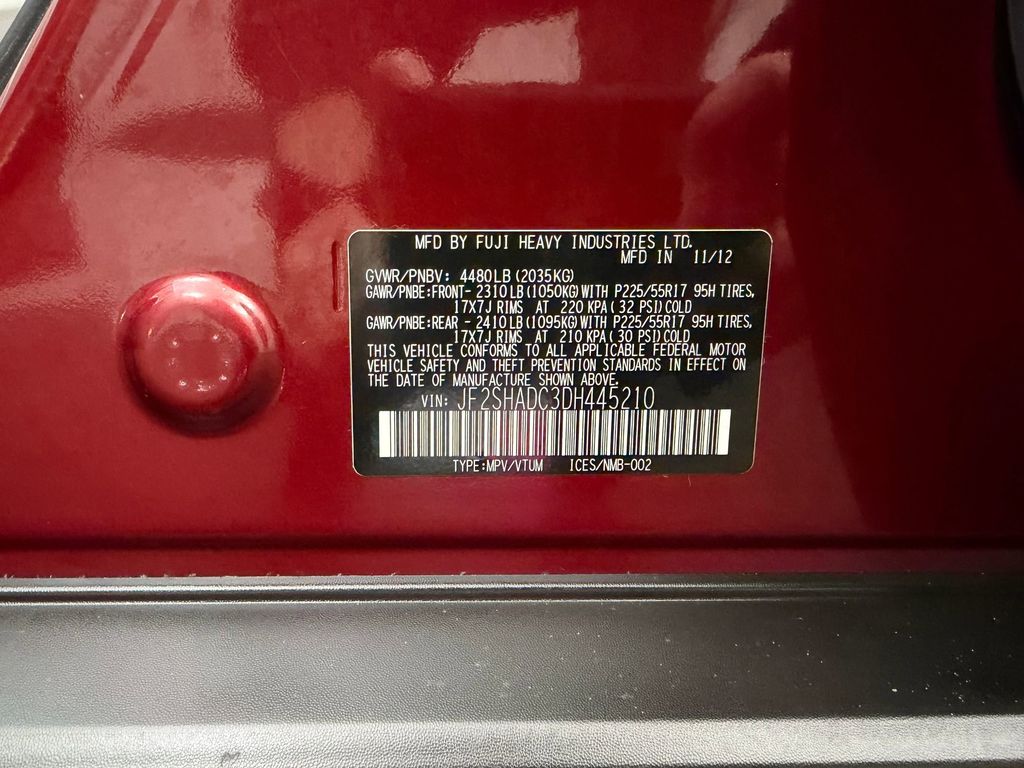 MFD BY FUJI HEAVY INDUSTRIES LTD.
MFD IN 11/12
GVWR/PNBV: 4480LB(2035KG)
GAWR/PNBE:FRONT- 2310LB(1050KG)WITH P225/55R17 95H TIRES,
17X7J RIMS AT 220 KPA( 32 PSI)COLD
GAWR/PNBE:REAR - 2410LB(1095KG)WITH P225/55R17 95H TIRES,
17X7J RIMS AT 210 KPA( 30 PSI)COLD
THIS VEHICLE CONFORMS TO ALL APPLICABLE FEDERAL MOTOR
VEHICLE SAFETY AND THEFT PREVENTION STANDARDS IN EFFECT ON
THE DATE OF MANUFACTURE SHOWN ABOVE.
VIN: JF2SHADC3DH445210
TYPE:MPV/VTUM ICES/NMB-002